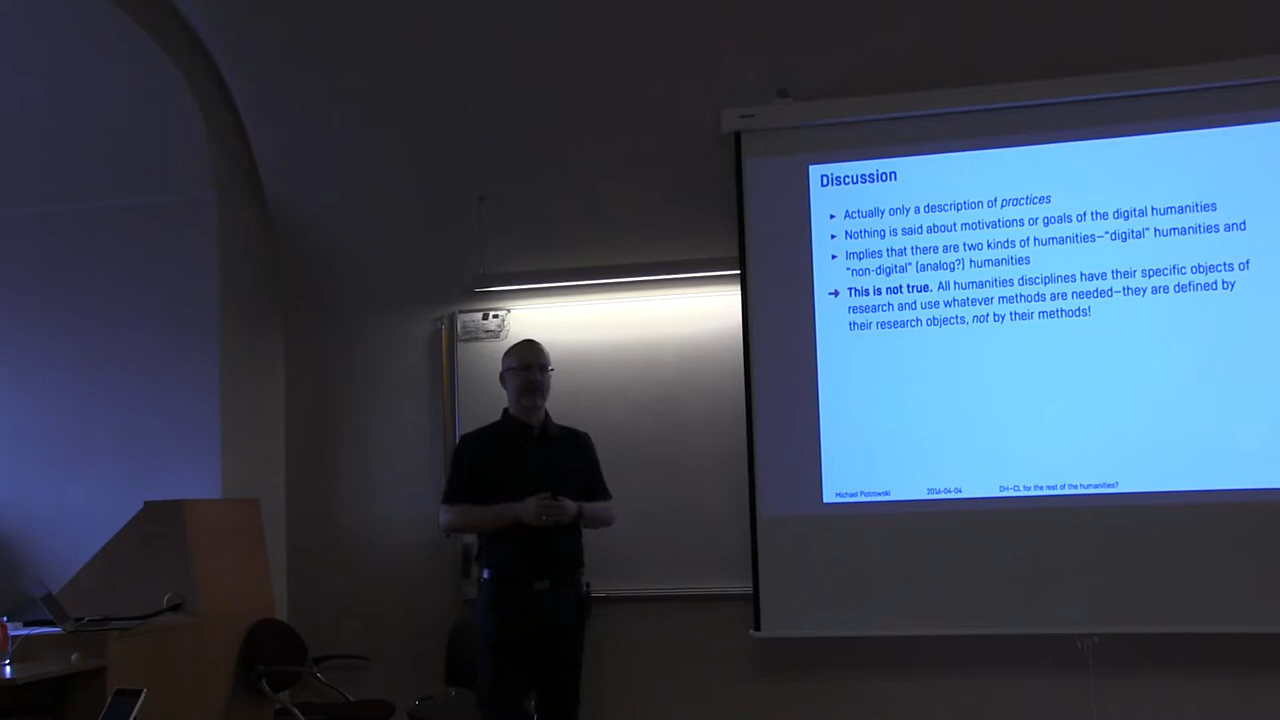 Discussion
▸ Actually only a description of practices
▸ Nothing is said about motivations or goals of the digital humanities
▸ Implies that there are two kinds of humanities—“digital” humanities and
“non-digital” (analog?) humanities
➔ This is not true. All humanities disciplines have their specific objects of
research and use whatever methods are needed—they are defined by
their research objects, not by their methods!
Michael Piotrowski 2016-04-04 DH—CL for the rest of the humanities?